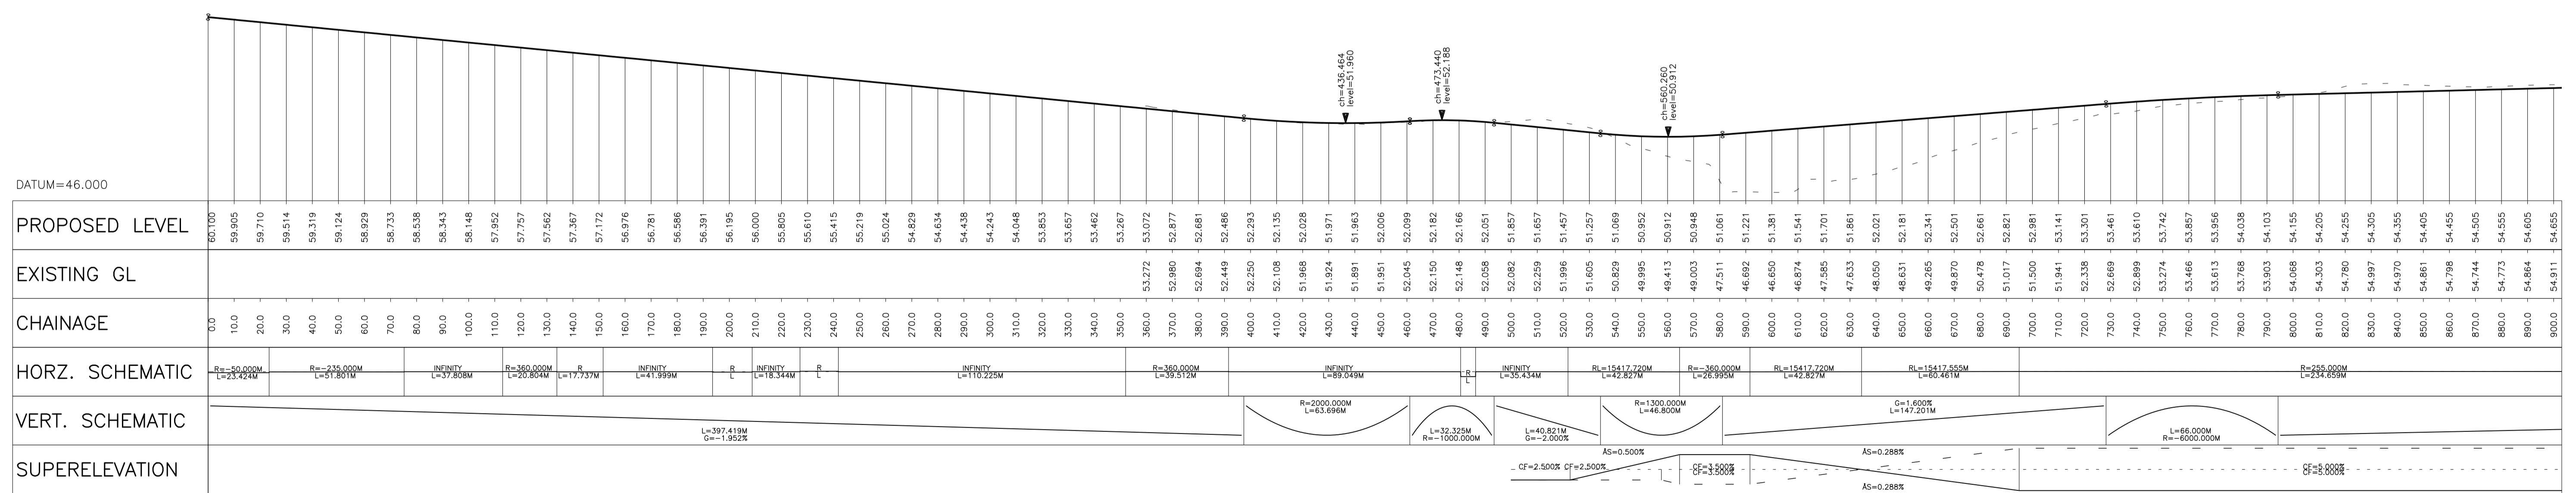 ch=436.464
level=51.960
ch=473.440
level=52.188
ch=560.260
level=50.912
DATUM=46.000
PROPOSED LEVEL
60.100 59.905 59.710 59.514 59.319 59.124 58.929 58.733 58.538 58.343 58.148 57.952 57.757 57.562 57.367 57.172 56.976 56.781 56.586 56.391 56.195 56.000 55.805 55.610 55.415 55.219 55.024 54.829 54.634 54.438 54.243 54.048 53.853 53.657 53.462 53.267 53.072 52.877 52.681 52.486 52.293 52.135 52.028 51.971 51.963 52.006 52.099 52.182 52.166 52.051 51.857 51.657 51.457 51.257 51.069 50.952 50.912 50.948 51.061 51.221 51.381 51.541 51.701 51.861 52.021 52.181 52.341 52.501 52.661 52.821 52.981 53.141 53.301 53.461 53.610 53.742 53.857 53.956 54.038 54.103 54.155 54.205 54.255 54.305 54.355 54.405 54.455 54.505 54.555 54.605 54.655
EXISTING GL
53.272 52.980 52.694 52.449 52.250 52.108 51.968 51.924 51.891 51.951 52.045 52.150 52.148 52.058 52.082 52.259 51.996 51.605 50.829 49.995 49.413 49.003 47.511 46.692 46.650 46.874 47.585 47.633 48.050 48.631 49.265 49.870 50.478 51.017 51.500 51.941 52.338 52.669 52.899 53.274 53.466 53.613 53.768 53.903 54.068 54.303 54.780 54.997 54.970 54.861 54.798 54.744 54.773 54.864 54.911
CHAINAGE
0.0 10.0 20.0 30.0 40.0 50.0 60.0 70.0 80.0 90.0 100.0 110.0 120.0 130.0 140.0 150.0 160.0 170.0 180.0 190.0 200.0 210.0 220.0 230.0 240.0 250.0 260.0 270.0 280.0 290.0 300.0 310.0 320.0 330.0 340.0 350.0 360.0 370.0 380.0 390.0 400.0 410.0 420.0 430.0 440.0 450.0 460.0 470.0 480.0 490.0 500.0 510.0 520.0 530.0 540.0 550.0 560.0 570.0 580.0 590.0 600.0 610.0 620.0 630.0 640.0 650.0 660.0 670.0 680.0 690.0 700.0 710.0 720.0 730.0 740.0 750.0 760.0 770.0 780.0 790.0 800.0 810.0 820.0 830.0 840.0 850.0 860.0 870.0 880.0 890.0 900.0
HORZ. SCHEMATIC
R=-50.000M
L=23.424M
R=-235.000M
L=51.801M
INFINITY
L=37.808M
R=360.000M
L=20.804M
R
L=17.737M
INFINITY
L=41.999M
R
L
INFINITY
L=18.344M
R
L
INFINITY
L=110.225M
R=360.000M
L=39.512M
INFINITY
L=89.049M
R
L
INFINITY
L=35.434M
RL=15417.720M
L=42.827M
R=-360.000M
L=26.995M
RL=15417.720M
L=42.827M
RL=15417.555M
L=60.461M
R=255.000M
L=234.659M
VERT. SCHEMATIC
L=397.419M
G=-1.952%
R=2000.000M
L=63.696M
L=32.325M
R=-1000.000M
L=40.821M
G=-2.000%
R=1300.000M
L=46.800M
G=1.600%
L=147.201M
L=66.000M
R=-6000.000M
SUPERELEVATION
CF=2.500% CF=2.500%
ÅS=0.500%
CF=3.500%
CF=3.500%
ÅS=0.288%
ÅS=0.288%
CF=5.000%
CF=5.000%